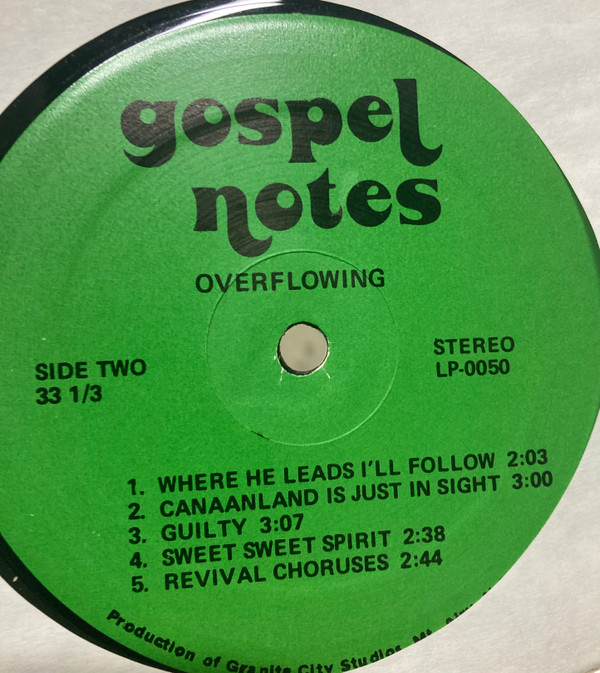 gospel
notes
OVERFLOWING
SIDE TWO
33 1/3
STEREO
LP-0050
1. WHERE HE LEADS I'LL FOLLOW 2:03
2. CANAANLAND IS JUST IN SIGHT 3:00
3. GUILTY 3:07
4. SWEET SWEET SPIRIT 2:38
5. REVIVAL CHORUSES 2:44
Production of Granite City Studios, Mt.